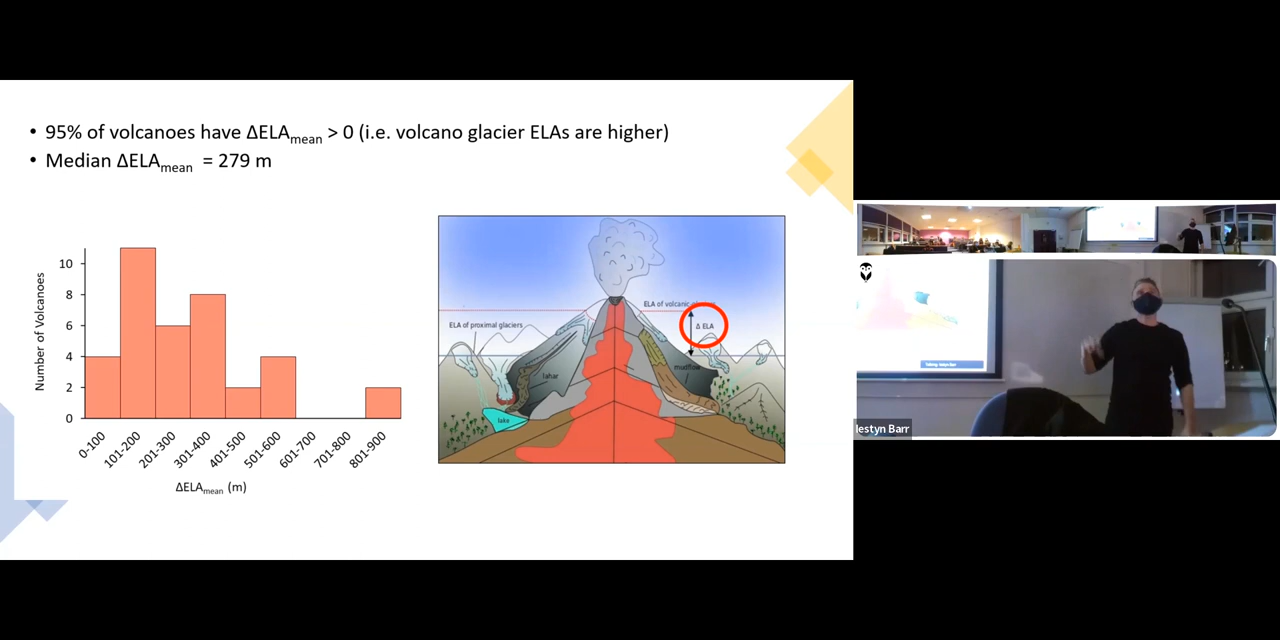 • 95% of volcanoes have ΔELAmean > 0 (i.e. volcano glacier ELAs are higher)
• Median ΔELAmean = 279 m
Number of Volcanoes
10
8
6
4
2
0
0-100
101-200
201-300
301-400
401-500
501-600
601-700
701-800
801-900
ΔELAmean (m)
ELA of volcanic
ELA of proximal glaciers
Δ ELA
lahar
mudflow
lake
Iestyn Barr